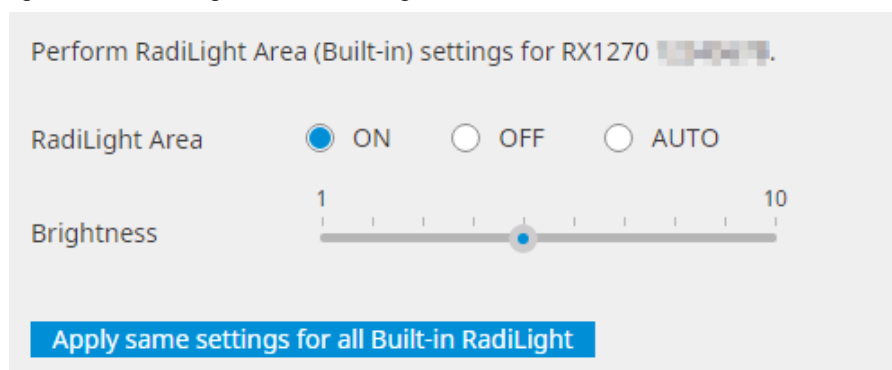 Perform RadiLight Area (Built-in) settings for RX1270 .
RadiLight Area ON OFF AUTO
1 10
Brightness
Apply same settings for all Built-in RadiLight